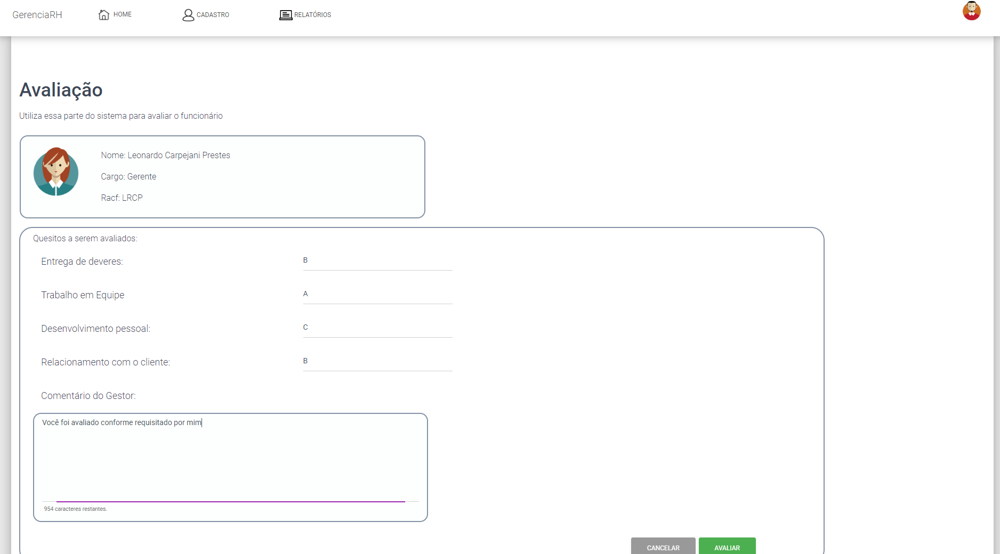 GerenciaRH
HOME
CADASTRO
RELATÓRIOS
Avaliação
Utiliza essa parte do sistema para avaliar o funcionário
Nome: Leonardo Carpejani Prestes
Cargo: Gerente
Racf: LRCP
Quesitos a serem avaliados:
Entrega de deveres:
B
Trabalho em Equipe
A
Desenvolvimento pessoal:
C
Relacionamento com o cliente:
B
Comentário do Gestor:
Você foi avaliado conforme requisitado por mim
954 caracteres restantes.
CANCELAR
AVALIAR